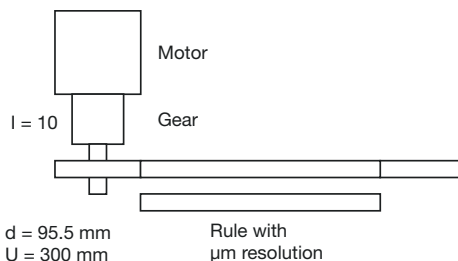 Motor
I = 10
Gear
d = 95.5 mm
U = 300 mm
Rule with
µm resolution